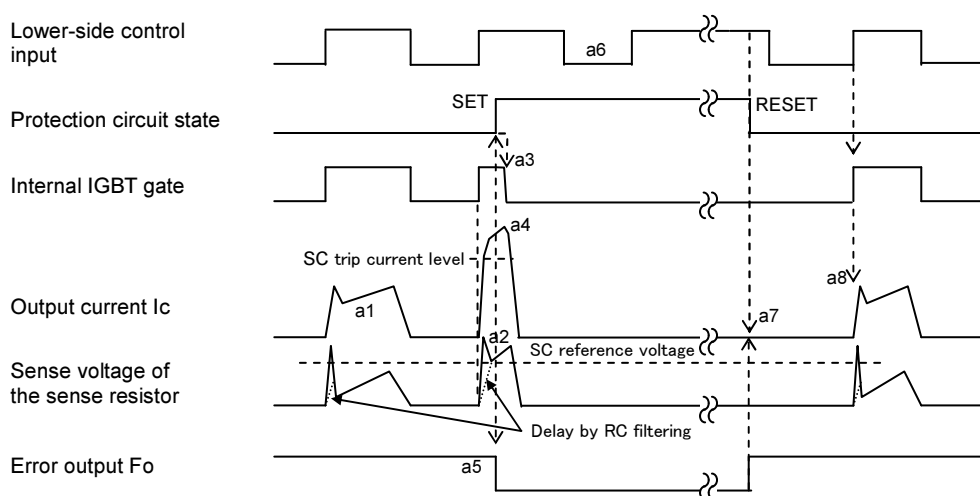 Lower-side control
input
a6
SET
RESET
Protection circuit state
a3
Internal IGBT gate
a4
SC trip current level
a8
Output current Ic
a1
a7
a2
SC reference voltage
Sense voltage of
the sense resistor
Delay by RC filtering
Error output Fo
a5